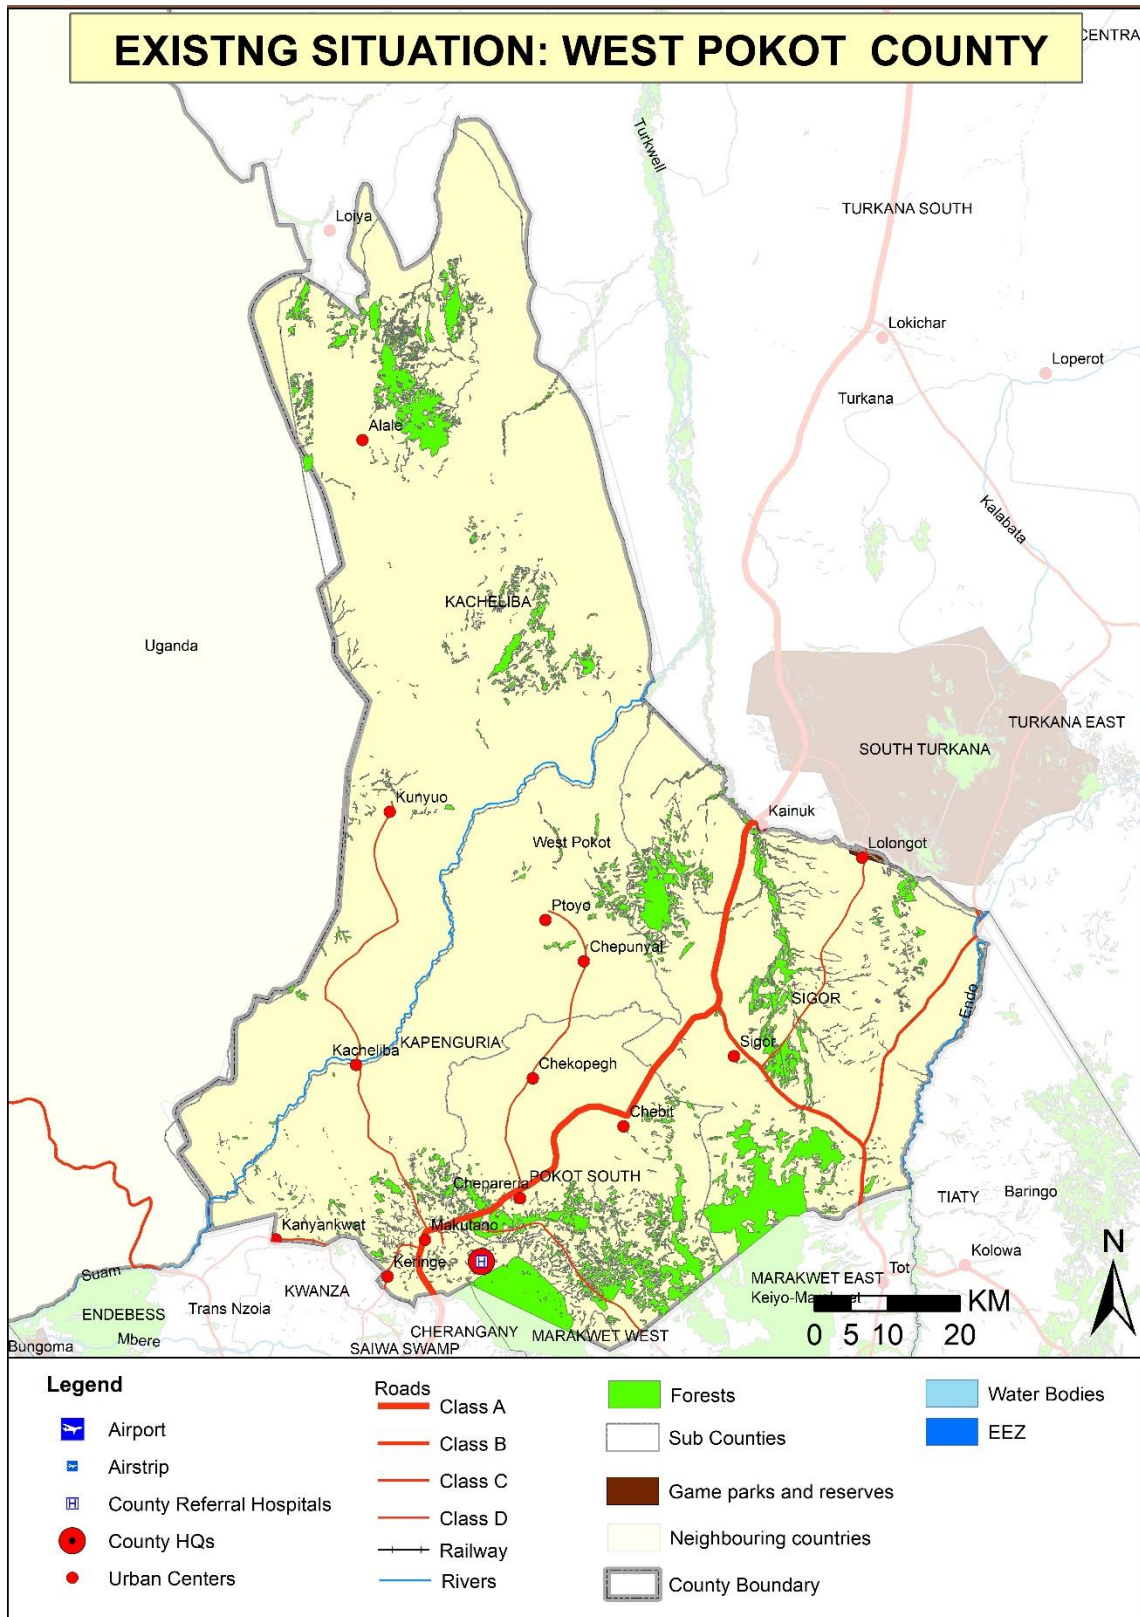 EXISTNG SITUATION: WEST POKOT COUNTY
CENTRA
Turkwell
TURKANA SOUTH
Loiya
Lokichar
Loperot
Turkana
Alale
Kalabata
KACHELIBA
Uganda
TURKANA EAST
SOUTH TURKANA
Kunyuo
Kainuk
West Pokot
Lolongot
Ptoyo
Chepunyal
SIGOR
Endo
KAPENGURIA
Sigor
Kacheliba
Chekopegh
Chebit
POKOT SOUTH
Chepareria
TIATY
Baringo
Kanyankwat
Makutano
Kolowa
Keringe
Tot
Suam
KWANZA
MARAKWET EAST
Keiyo-Marakwet
ENDEBESS
Trans Nzoia
CHERANGANY
MARAKWET WEST
Mbere
Bungoma
SAIWA SWAMP
N
KM
0 5 10 20
Legend
Airport
Airstrip
H County Referral Hospitals
County HQs
Urban Centers
Roads
Class A
Class B
Class C
Class D
Railway
Rivers
Forests
Sub Counties
Game parks and reserves
Neighbouring countries
County Boundary
Water Bodies
EEZ